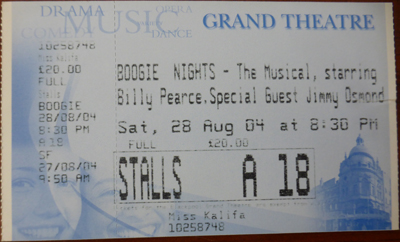 DRAMA
MUSIC
OPERA
COMEDY
DANCE
GRAND THEATRE
10258748
£20.00
FULL
BOOGIE
28/08/04
8:30 PM
A18
SF
27/08/04
9:50 AM
BOOGIE NIGHTS - The Musical, starring
Billy Pearce.Special Guest Jimmy Osmond
Sat, 28 Aug 04 at 8:30 PM
FULL £20.00
STALLS A 18
Miss Kalifa
10258748